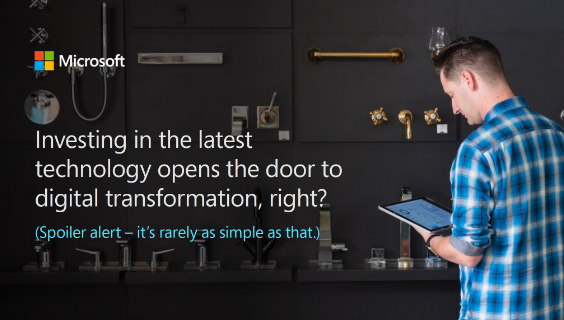 Microsoft
Investing in the latest
technology opens the door to
digital transformation, right?
(Spoiler alert – it's rarely as simple as that.)